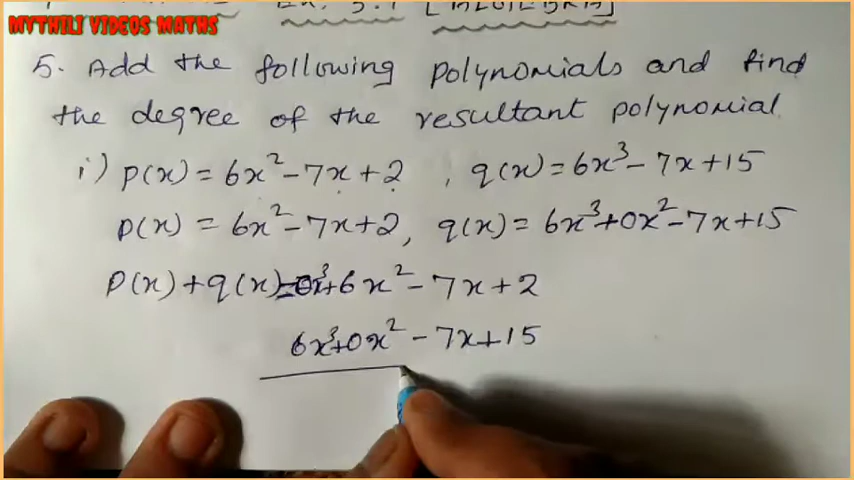 MYTHILI VIDEOS MATHS
5. Add the following polynomials and find
the degree of the resultant polynomial
i) p(x) = 6x² - 7x + 2 , q(x) = 6x³ - 7x + 15
p(x) = 6x² - 7x + 2, q(x) = 6x³ + 0x² - 7x + 15
p(x) + q(x) = 0x³ + 6x² - 7x + 2
6x³ + 0x² - 7x + 15